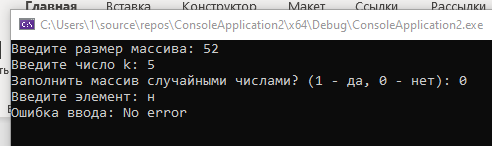 Главная Вставка Конструктор Макет Ссылки Рассылки
C:\Users\1\source\repos\ConsoleApplication2\x64\Debug\ConsoleApplication2.exe
Введите размер массива: 52
Введите число k: 5
Заполнить массив случайными числами? (1 - да, 0 - нет): 0
Введите элемент: н
Ошибка ввода: No error